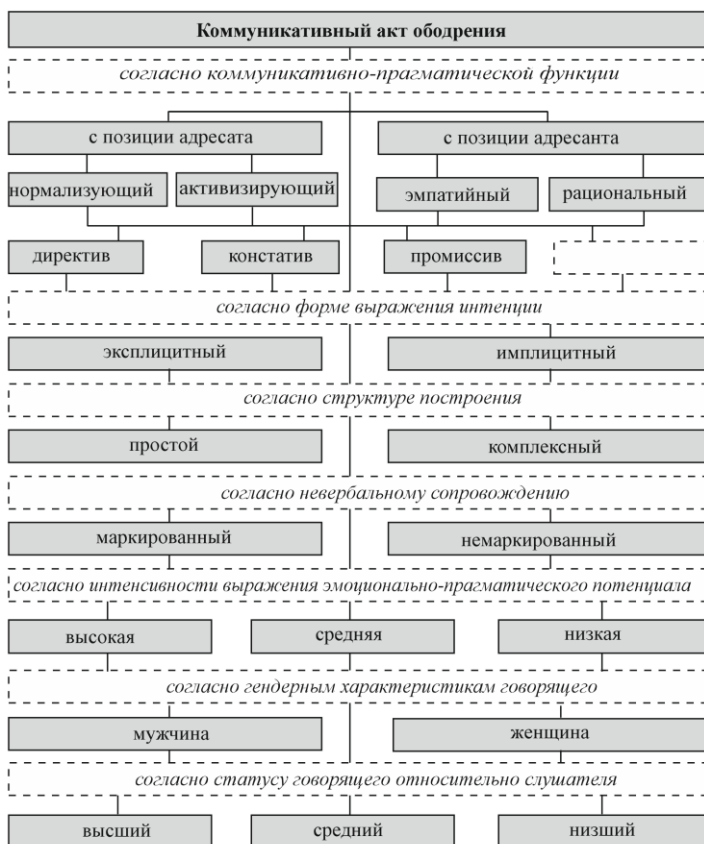 Коммуникативный акт ободрения
согласно коммуникативно-прагматической функции
с позиции адресата
с позиции адресанта
нормализующий
активизирующий
эмпатийный
рациональный
директив
констатив
промиссив
согласно форме выражения интенции
эксплицитный
имплицитный
согласно структуре построения
простой
комплексный
согласно невербальному сопровождению
маркированный
немаркированный
согласно интенсивности выражения эмоционально-прагматического потенциала
высокая
средняя
низкая
согласно гендерным характеристикам говорящего
мужчина
женщина
согласно статусу говорящего относительно слушателя
высший
средний
низший